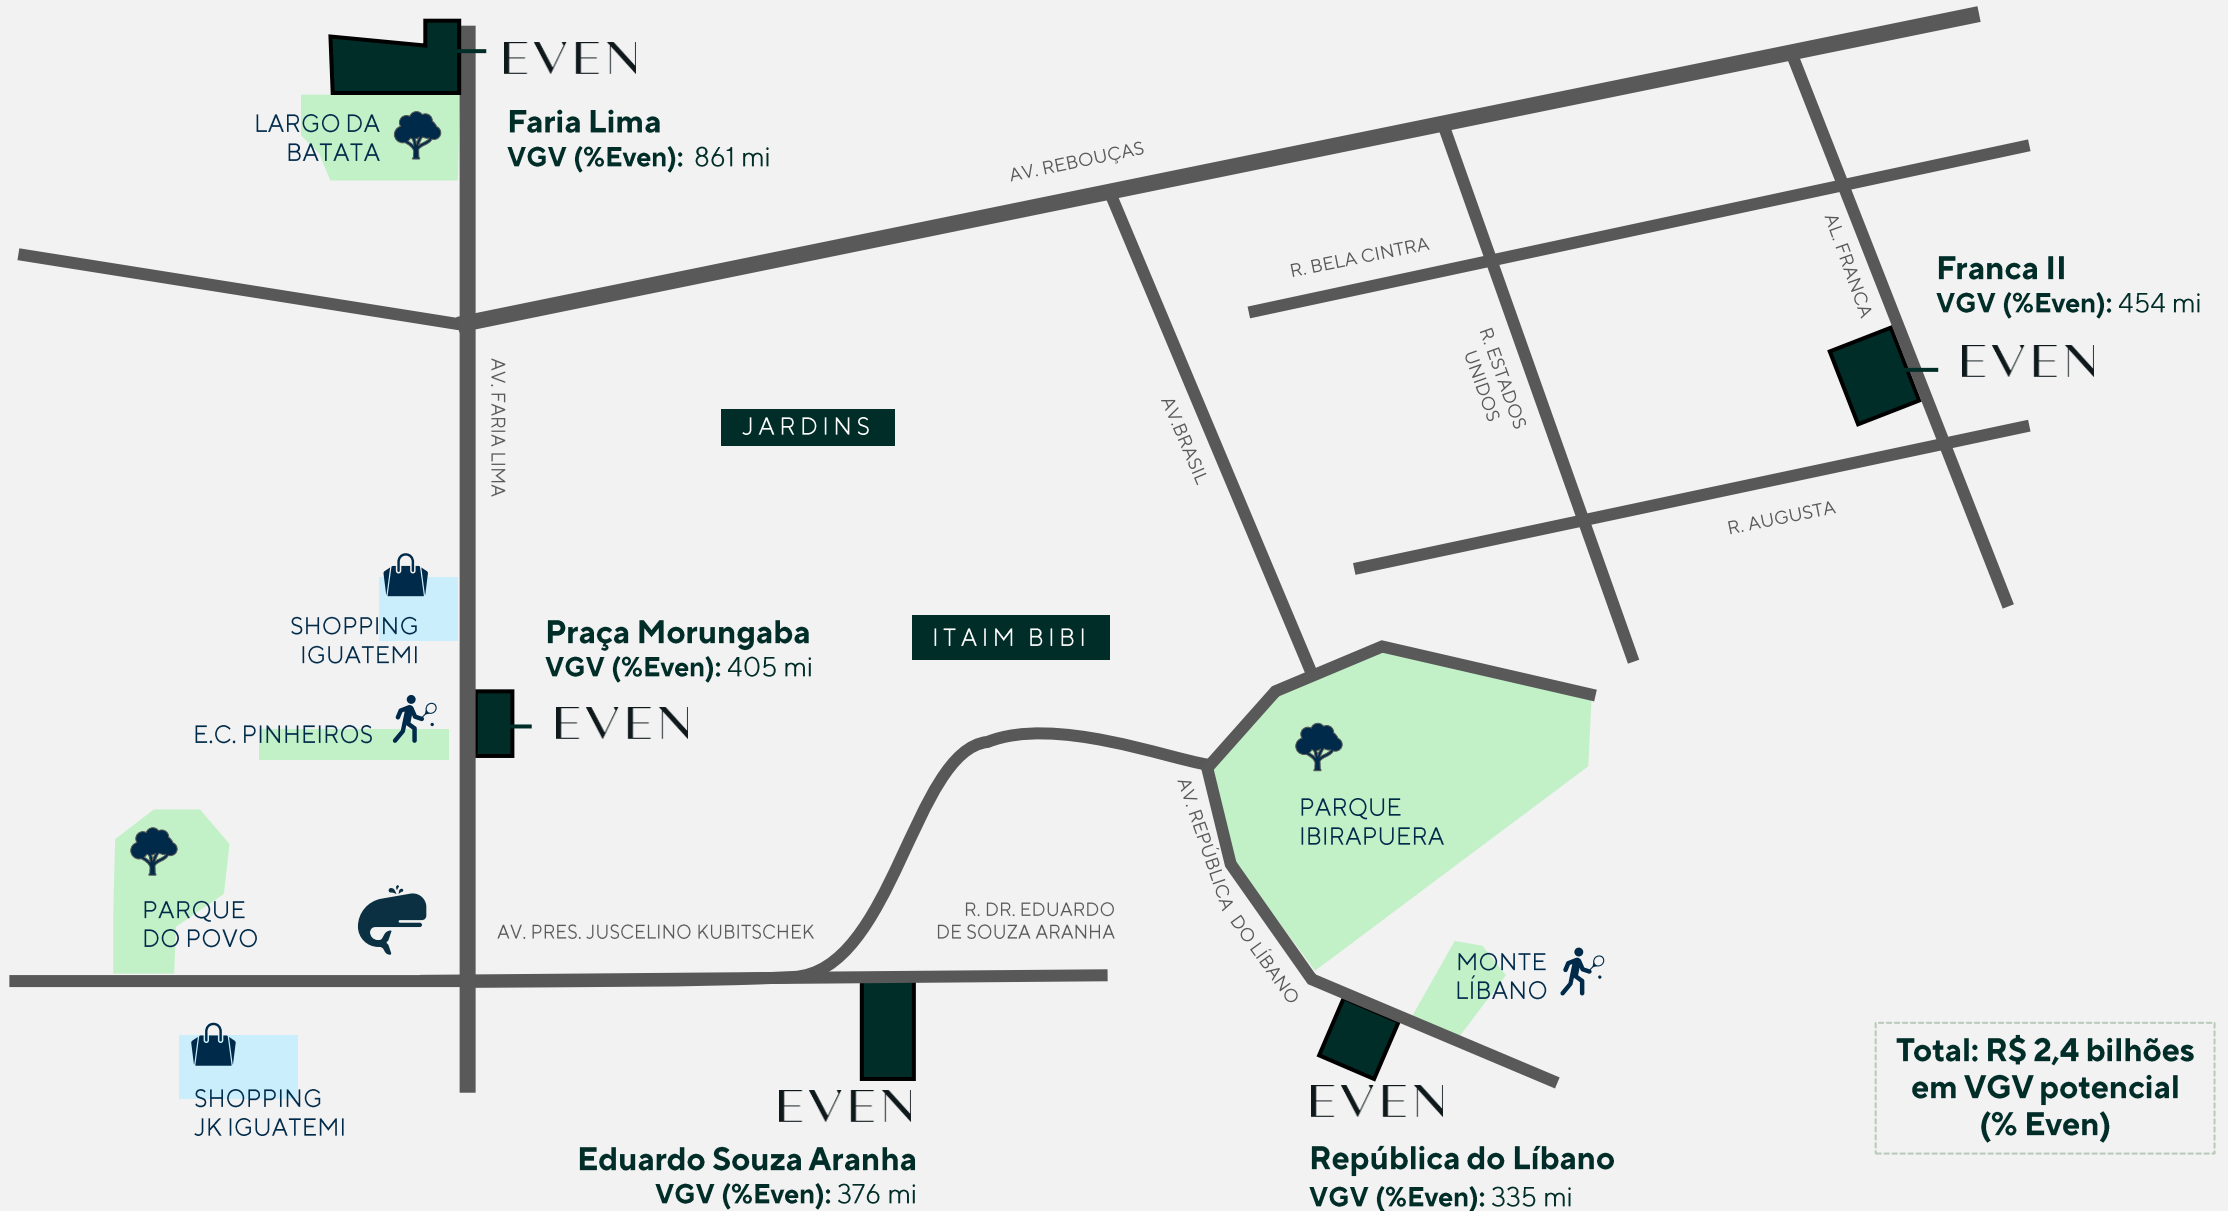 EVEN
Faria Lima
VGV (%Even): 861 mi
LARGO DA
BATATA
AV. REBOUÇAS
R. BELA CINTRA
AL. FRANCA
Franca II
VGV (%Even): 454 mi
EVEN
AV. FARIA LIMA
JARDINS
AV.BRASIL
R. ESTADOS
UNIDOS
R. AUGUSTA
SHOPPING
IGUATEMI
Praça Morungaba
VGV (%Even): 405 mi
EVEN
ITAIM BIBI
E.C. PINHEIROS
PARQUE
IBIRAPUERA
AV. REPÚBLICA DO LÍBANO
PARQUE
DO POVO
AV. PRES. JUSCELINO KUBITSCHEK
R. DR. EDUARDO
DE SOUZA ARANHA
MONTE
LÍBANO
SHOPPING
JK IGUATEMI
EVEN
Eduardo Souza Aranha
VGV (%Even): 376 mi
EVEN
República do Líbano
VGV (%Even): 335 mi
Total: R$ 2,4 bilhões
em VGV potencial
(% Even)